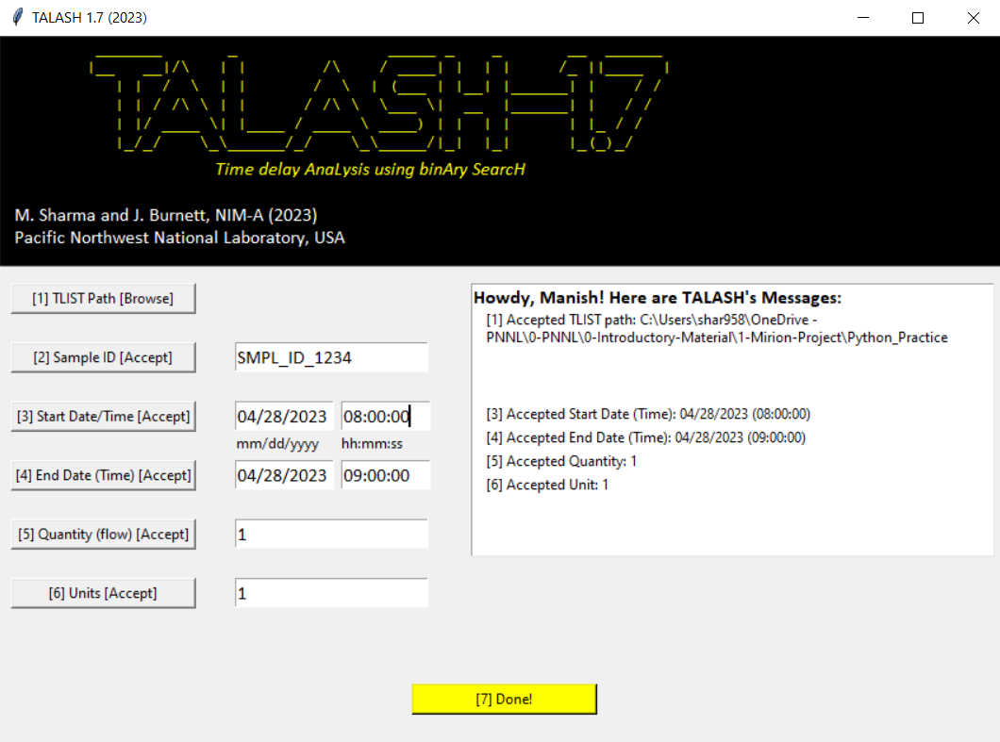 TALASH 1.7 (2023)
TALASH-1.7
Time delay AnaLysis using binAry SearcH
M. Sharma and J. Burnett, NIM-A (2023)
Pacific Northwest National Laboratory, USA
[1] TLIST Path [Browse]
[2] Sample ID [Accept]
SMPL_ID_1234
[3] Start Date/Time [Accept]
04/28/2023 08:00:00
mm/dd/yyyy hh:mm:ss
[4] End Date (Time) [Accept]
04/28/2023 09:00:00
[5] Quantity (flow) [Accept]
1
[6] Units [Accept]
1
Howdy, Manish! Here are TALASH's Messages:
[1] Accepted TLIST path: C:\Users\shar958\OneDrive -
PNNL\0-PNNL\0-Introductory-Material\1-Mirion-Project\Python_Practice
[3] Accepted Start Date (Time): 04/28/2023 (08:00:00)
[4] Accepted End Date (Time): 04/28/2023 (09:00:00)
[5] Accepted Quantity: 1
[6] Accepted Unit: 1
[7] Done!